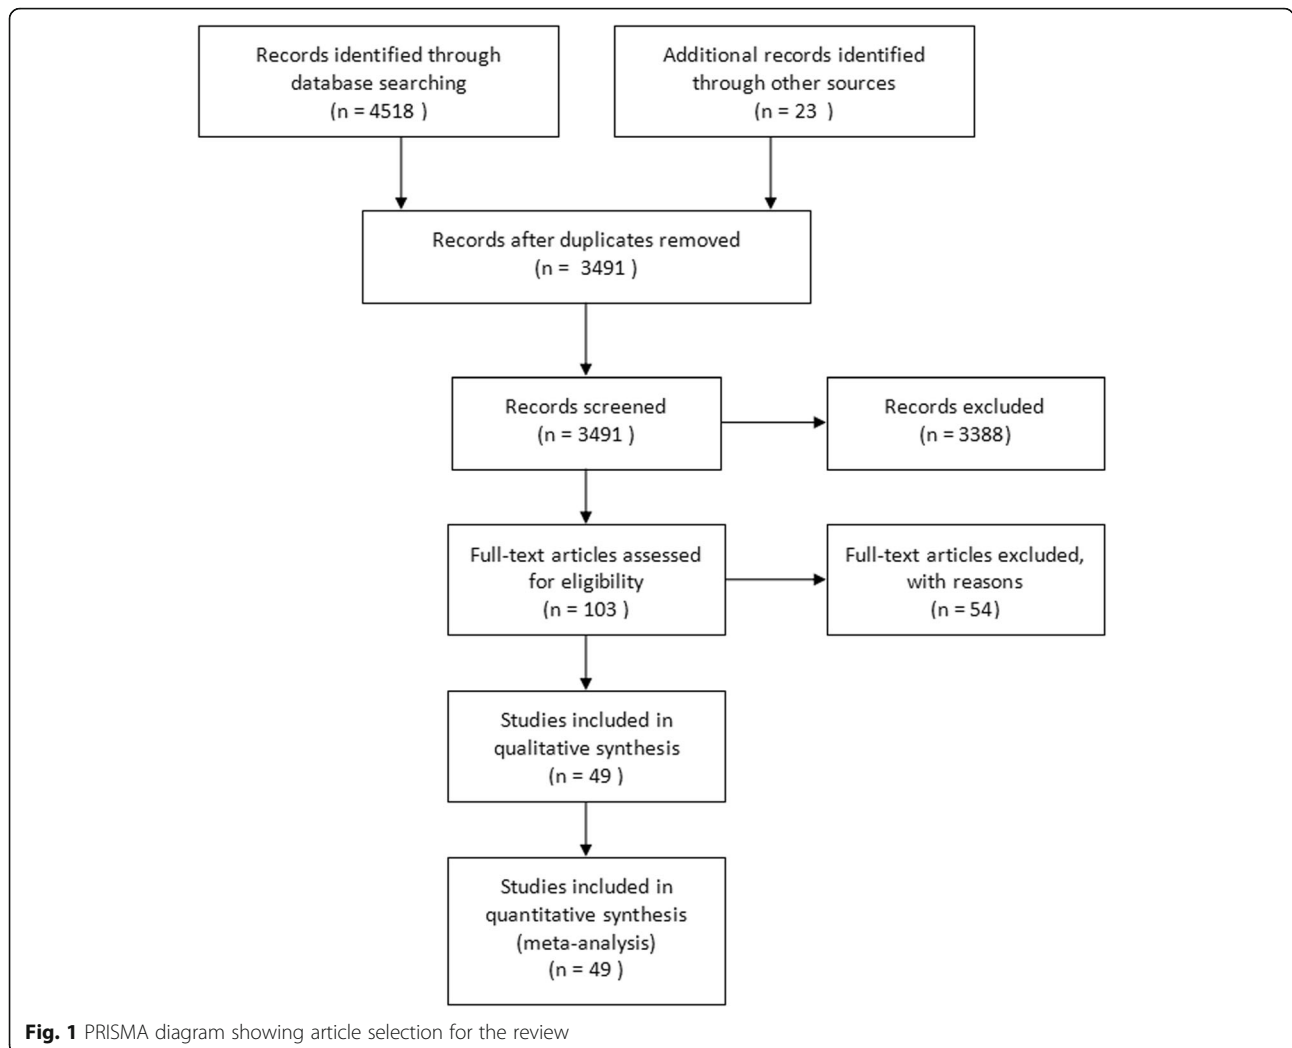 Records identified through
database searching
(n = 4518 )
Additional records identified
through other sources
(n = 23 )
Records after duplicates removed
(n = 3491 )
Records screened
(n = 3491 )
Records excluded
(n = 3388)
Full-text articles assessed
for eligibility
(n = 103 )
Full-text articles excluded,
with reasons
(n = 54)
Studies included in
qualitative synthesis
(n = 49 )
Studies included in
quantitative synthesis
(meta-analysis)
(n = 49 )
Fig. 1 PRISMA diagram showing article selection for the review